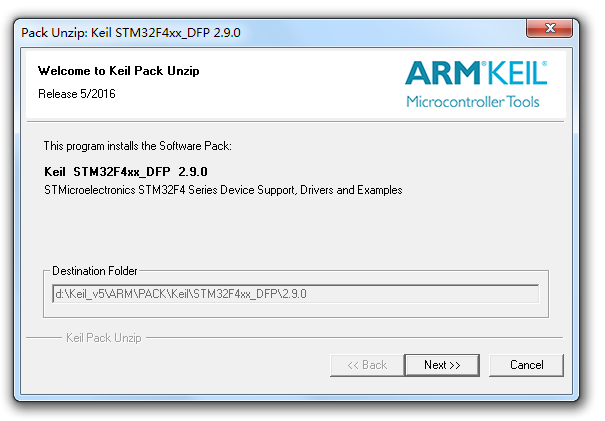 Pack Unzip: Keil STM32F4xx_DFP 2.9.0
Welcome to Keil Pack Unzip
Release 5/2016
ARM®KEIL®
Microcontroller Tools
This program installs the Software Pack:
Keil STM32F4xx_DFP 2.9.0
STMicroelectronics STM32F4 Series Device Support, Drivers and Examples
Destination Folder
d:\Keil_v5\ARM\PACK\Keil\STM32F4xx_DFP\2.9.0
Keil Pack Unzip
<< Back Next >> Cancel